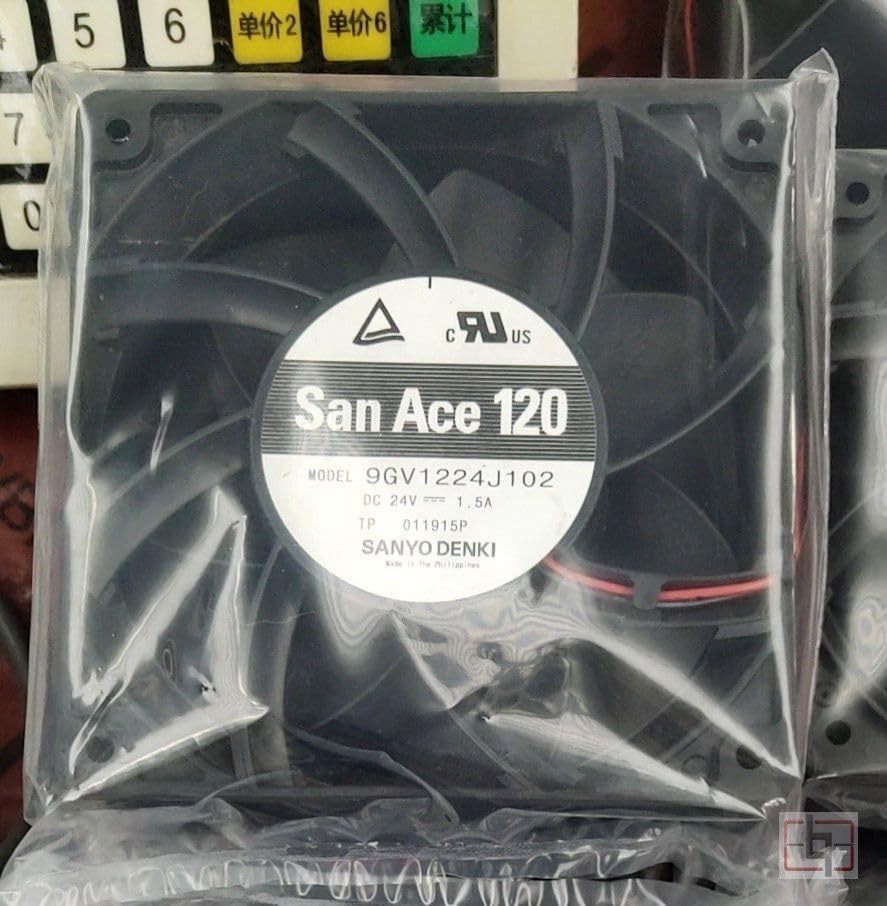 5
6
单价2
单价6
累计
7
0
c RU US
San Ace 120
MODEL 9GV1224J102
DC 24V ⎓ 1.5A
TP 011915P
SANYO DENKI
Made in The Philippines